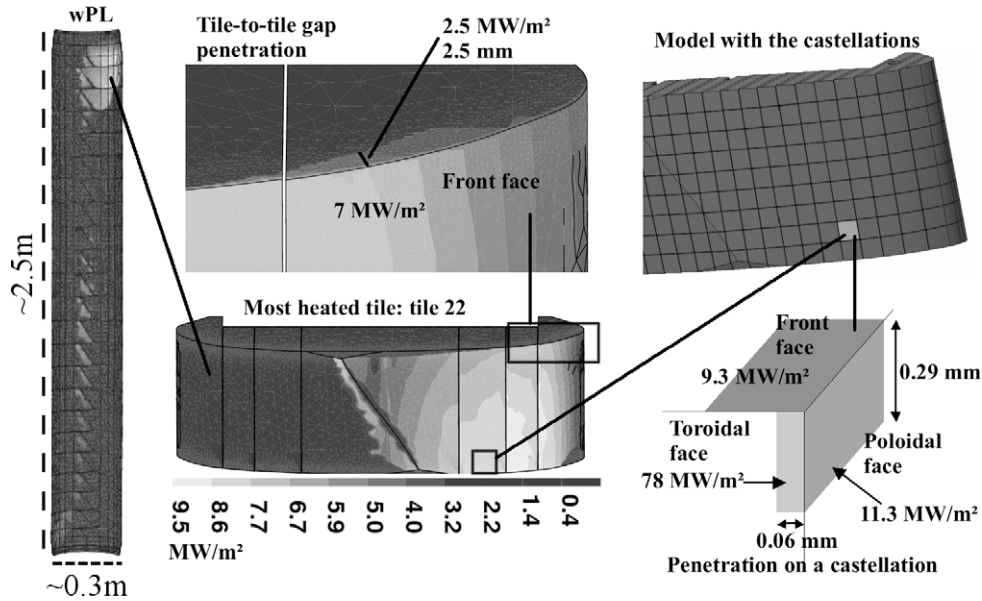 wPL
~2.5m
~0.3m
Tile-to-tile gap
penetration
2.5 MW/m²
2.5 mm
Front face
7 MW/m²
Most heated tile: tile 22
9.5
8.6
7.7
6.7
5.9
5.0
4.0
3.2
2.2
1.4
0.4
MW/m²
Model with the castellations
Front
face
9.3 MW/m²
0.29 mm
Toroidal
face
78 MW/m²
Poloidal
face
11.3 MW/m²
0.06 mm
Penetration on a castellation